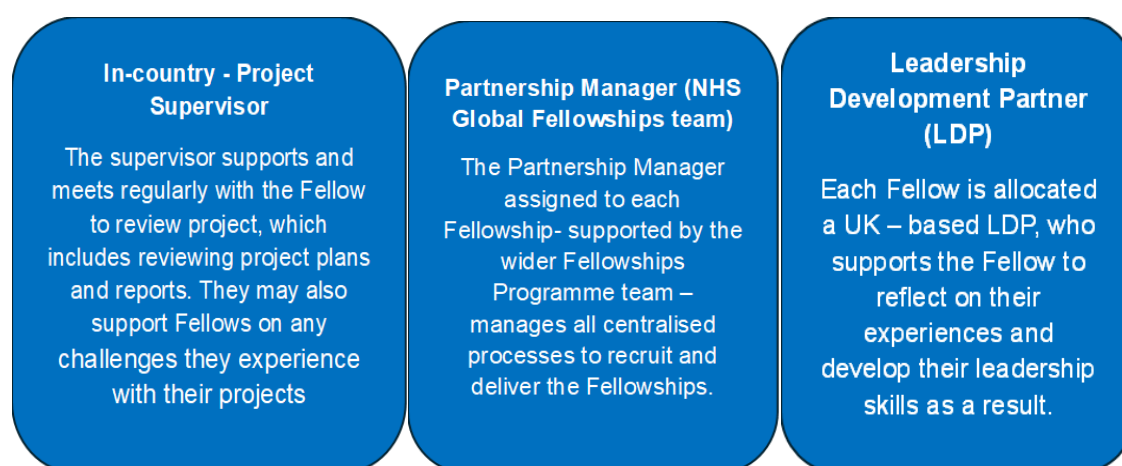 In-country - Project
Supervisor
The supervisor supports and
meets regularly with the Fellow
to review project, which
includes reviewing project plans
and reports. They may also
support Fellows on any
challenges they experience
with their projects
Partnership Manager (NHS
Global Fellowships team)
The Partnership Manager
assigned to each
Fellowship- supported by the
wider Fellowships
Programme team –
manages all centralised
processes to recruit and
deliver the Fellowships.
Leadership
Development Partner
(LDP)
Each Fellow is allocated
a UK – based LDP, who
supports the Fellow to
reflect on their
experiences and
develop their leadership
skills as a result.